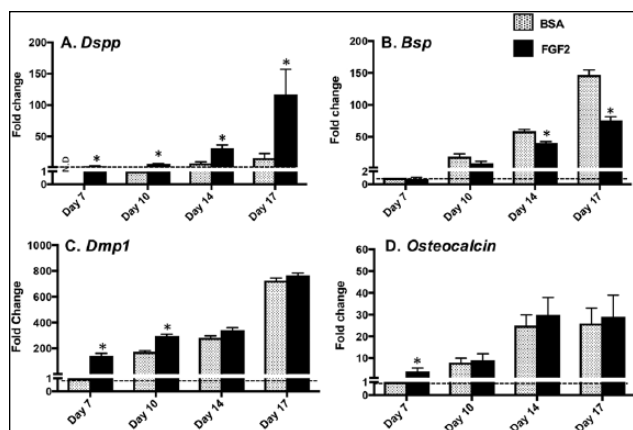 BSA
FGF2
A. Dspp
Fold change
200
150
100
50
1
0
N.D
*
*
*
*
Day 7
Day 10
Day 14
Day 17
B. Bsp
Fold change
200
150
100
50
2
0
*
*
Day 7
Day 10
Day 14
Day 17
C. Dmp1
Fold Change
1000
800
600
400
200
1
0
*
*
Day 7
Day 10
Day 14
Day 17
D. Osteocalcin
Fold change
60
50
40
30
20
10
1
0
*
Day 7
Day 10
Day 14
Day 17